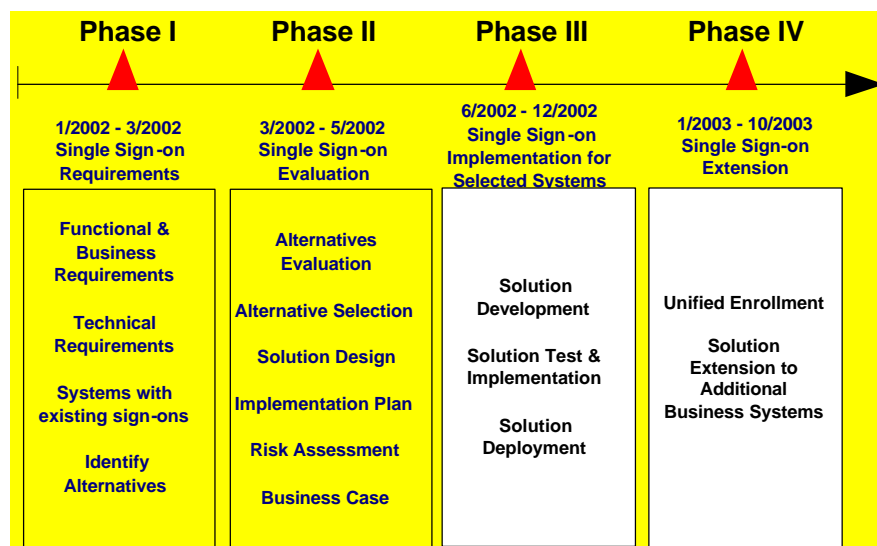 Phase I
Phase II
Phase III
Phase IV
1/2002 - 3/2002
Single Sign-on
Requirements
3/2002 - 5/2002
Single Sign-on
Evaluation
6/2002 - 12/2002
Single Sign-on
Implementation for
Selected Systems
1/2003 - 10/2003
Single Sign-on
Extension
Functional &
Business
Requirements
Technical
Requirements
Systems with
existing sign-ons
Identify
Alternatives
Alternatives
Evaluation
Alternative Selection
Solution Design
Implementation Plan
Risk Assessment
Business Case
Solution
Development
Solution Test &
Implementation
Solution
Deployment
Unified Enrollment
Solution
Extension to
Additional
Business Systems